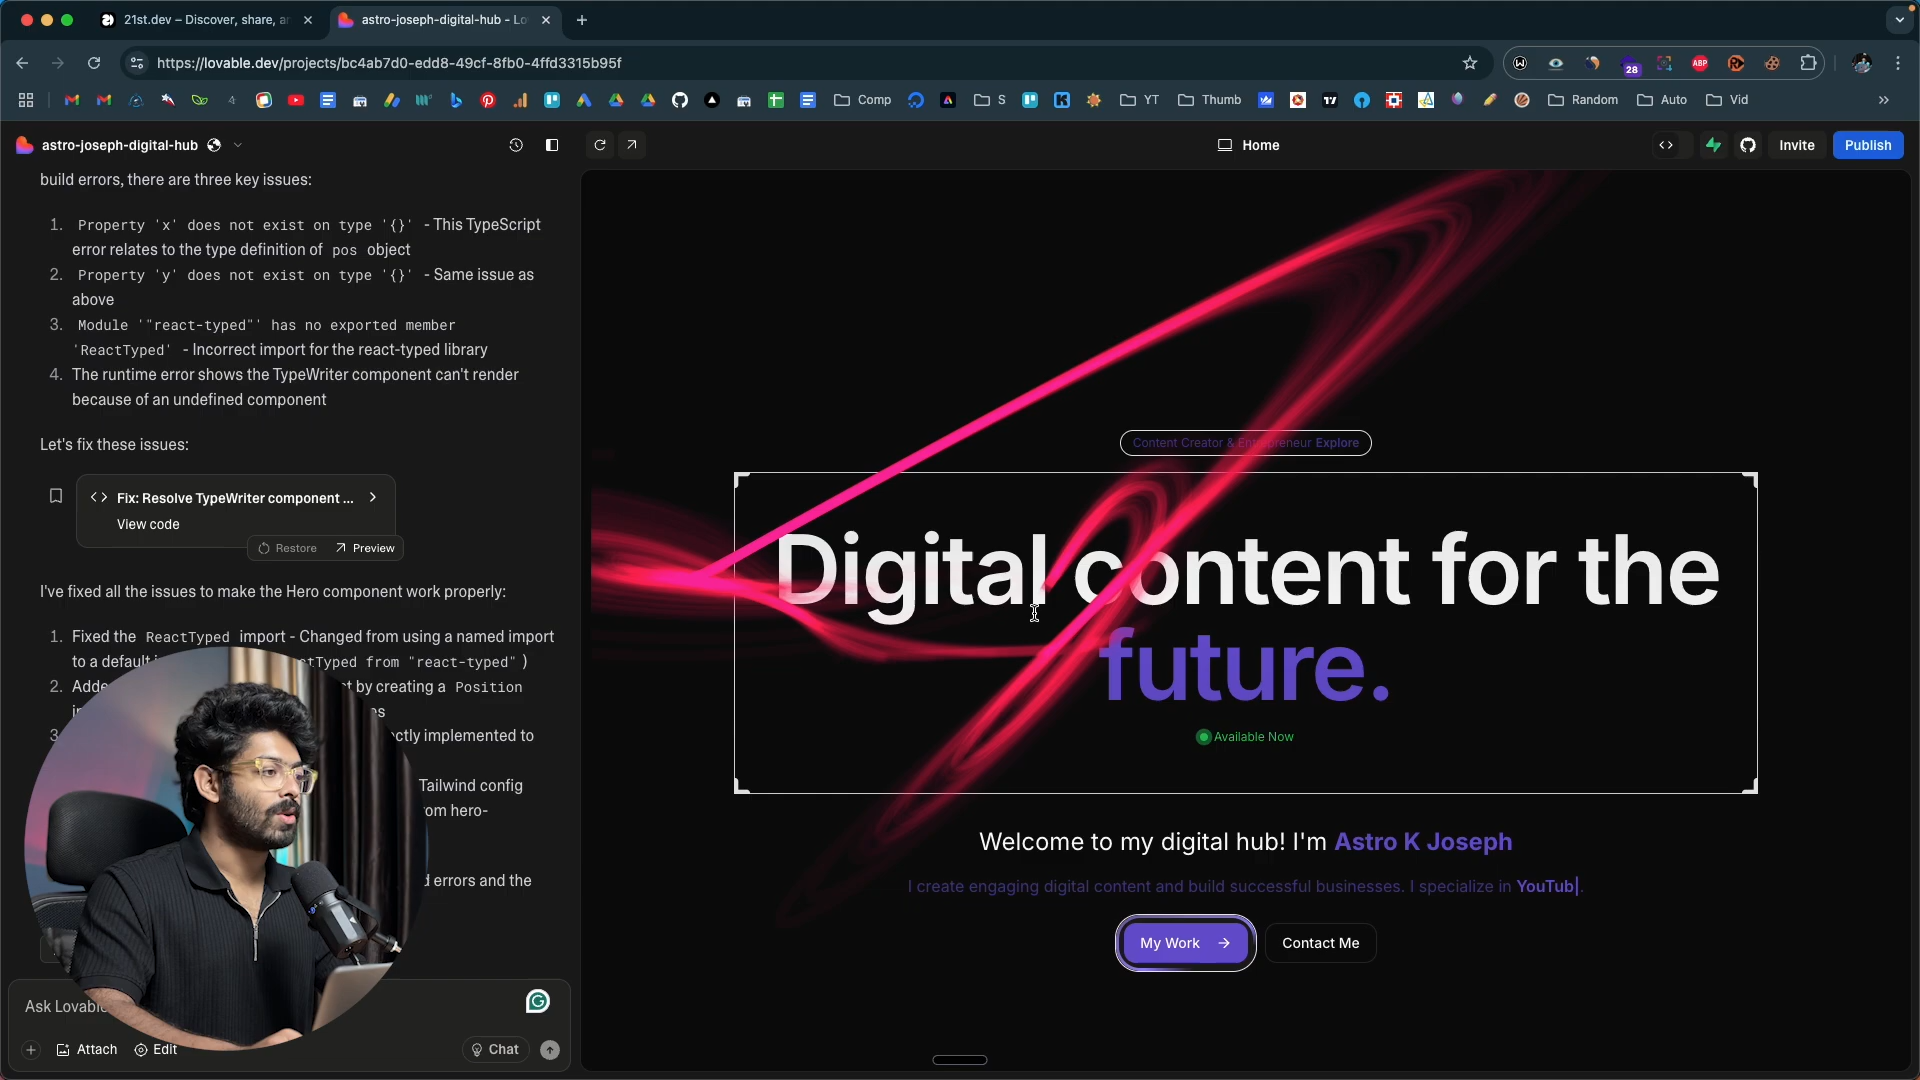 21st.dev – Discover, share, a
astro-joseph-digital-hub - Lo
https://lovable.dev/projects/bc4ab7d0-edd8-49cf-8fb0-4ffd3315b95f
28
ABP
Comp
S
YT
Thumb
Random
Auto
Vid
astro-joseph-digital-hub
Home
Invite
Publish
build errors, there are three key issues:
1. Property 'x' does not exist on type '{}' - This TypeScript
error relates to the type definition of pos object
2. Property 'y' does not exist on type '{}' - Same issue as
above
3. Module '"react-typed"' has no exported member
'ReactTyped' - Incorrect import for the react-typed library
4. The runtime error shows the TypeWriter component can't render
because of an undefined component
Let's fix these issues:
Fix: Resolve TypeWriter component ...
View code
Restore
Preview
I've fixed all the issues to make the Hero component work properly:
1. Fixed the ReactTyped import - Changed from using a named import
to a default from "react-typed" )
2. by creating a Position
3. implemented to
Tailwind config
hero-
errors and the
Ask
Attach
Edit
Chat
Content Creator & Entrepreneur Explore
Digital content for the
future.
Available Now
Welcome to my digital hub! I'm Astro K Joseph
I create engaging digital content and build successful businesses. I specialize in YouTub|.
My Work →
Contact Me